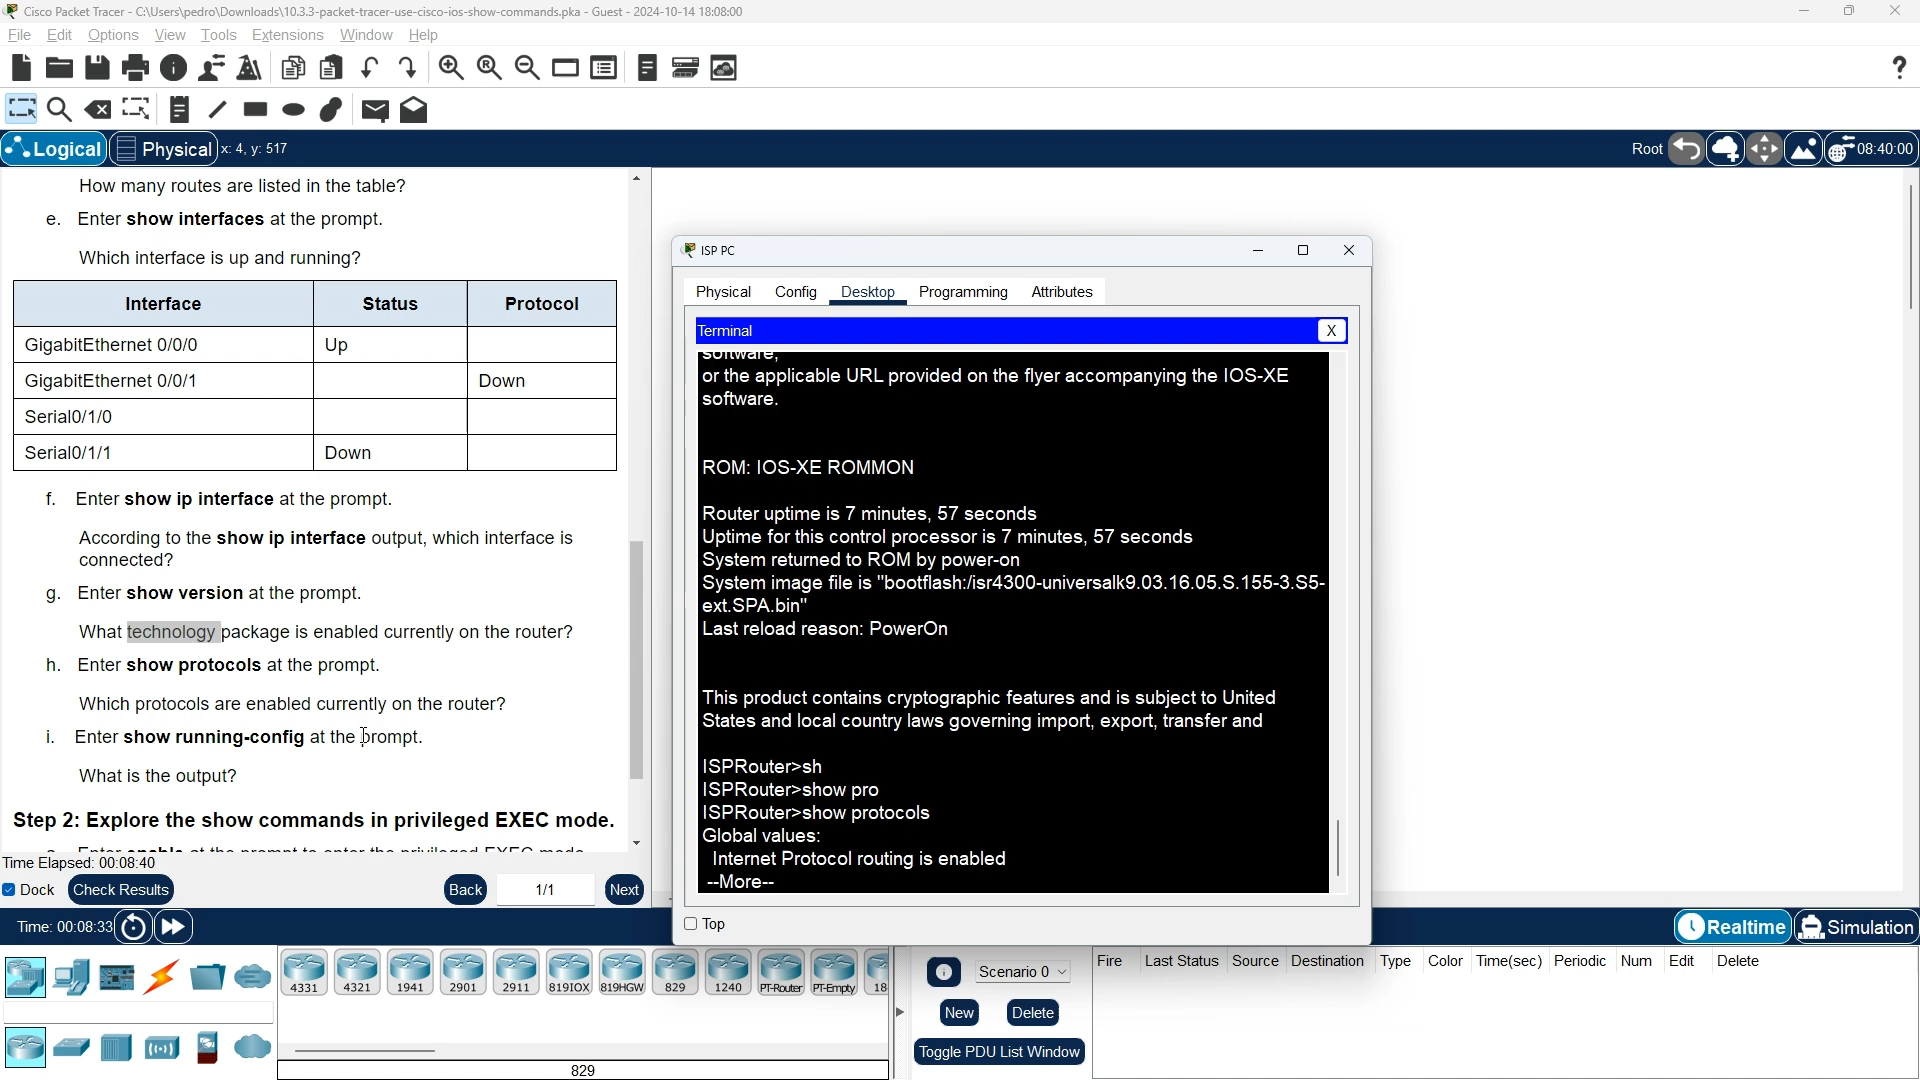 Cisco Packet Tracer - C:\Users\pedro\Downloads\10.3.3-packet-tracer-use-cisco-ios-show-commands.pka - Guest - 2024-10-14 18:08:00
File Edit Options View Tools Extensions Window Help
?
Logical Physical x: 4, y: 517 Root 08:40:00
How many routes are listed in the table?
e. Enter show interfaces at the prompt.
Which interface is up and running?
Interface Status Protocol
GigabitEthernet 0/0/0 Up
GigabitEthernet 0/0/1 Down
Serial0/1/0
Serial0/1/1 Down
f. Enter show ip interface at the prompt.
According to the show ip interface output, which interface is
connected?
g. Enter show version at the prompt.
What technology package is enabled currently on the router?
h. Enter show protocols at the prompt.
Which protocols are enabled currently on the router?
i. Enter show running-config at the prompt.
What is the output?
Step 2: Explore the show commands in privileged EXEC mode.
a. Enter enable at the prompt to enter the privileged EXEC mode.
Time Elapsed: 00:08:40
Dock Check Results Back 1/1 Next
ISP PC
Physical Config Desktop Programming Attributes
Terminal X
software,
or the applicable URL provided on the flyer accompanying the IOS-XE
software.
ROM: IOS-XE ROMMON
Router uptime is 7 minutes, 57 seconds
Uptime for this control processor is 7 minutes, 57 seconds
System returned to ROM by power-on
System image file is "bootflash:/isr4300-universalk9.03.16.05.S.155-3.S5-
ext.SPA.bin"
Last reload reason: PowerOn
This product contains cryptographic features and is subject to United
States and local country laws governing import, export, transfer and
ISPRouter>sh
ISPRouter>show pro
ISPRouter>show protocols
Global values:
Internet Protocol routing is enabled
--More--
Top
Time: 00:08:33 Realtime Simulation
4331 4321 1941 2901 2911 819IOX 819HGW 829 1240 PT-Router PT-Empty 18
829
Scenario 0
New Delete
Toggle PDU List Window
Fire Last Status Source Destination Type Color Time(sec) Periodic Num Edit Delete